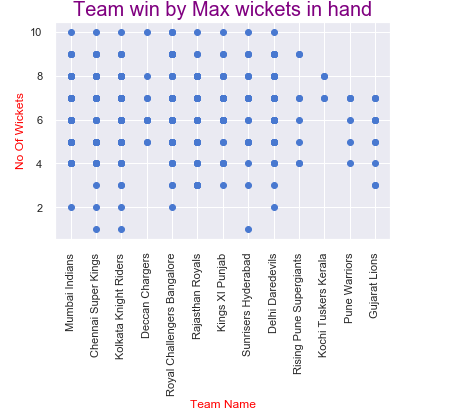 Team win by Max wickets in hand
10
8
6
4
2
No Of Wickets
Mumbai Indians
Chennai Super Kings
Kolkata Knight Riders
Deccan Chargers
Royal Challengers Bangalore
Rajasthan Royals
Kings XI Punjab
Sunrisers Hyderabad
Delhi Daredevils
Rising Pune Supergiants
Kochi Tuskers Kerala
Pune Warriors
Gujarat Lions
Team Name